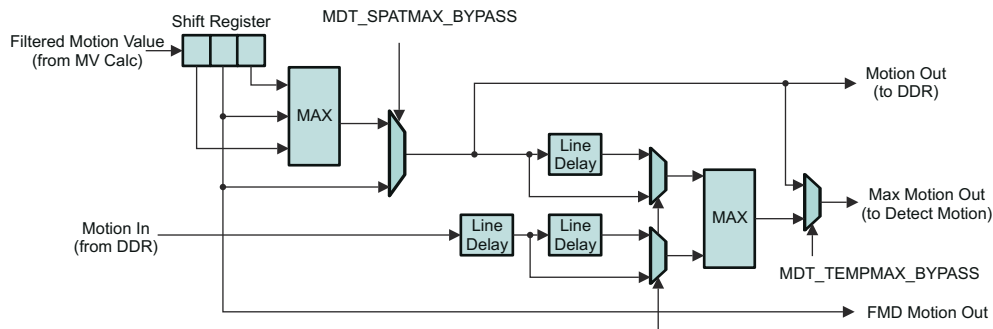 MDT_SPATMAX_BYPASS
Shift Register
Filtered Motion Value
(from MV Calc)
MAX
Motion Out
(to DDR)
Line
Delay
MAX
Max Motion Out
(to Detect Motion)
Motion In
(from DDR)
Line
Delay
Line
Delay
MDT_TEMPMAX_BYPASS
FMD Motion Out